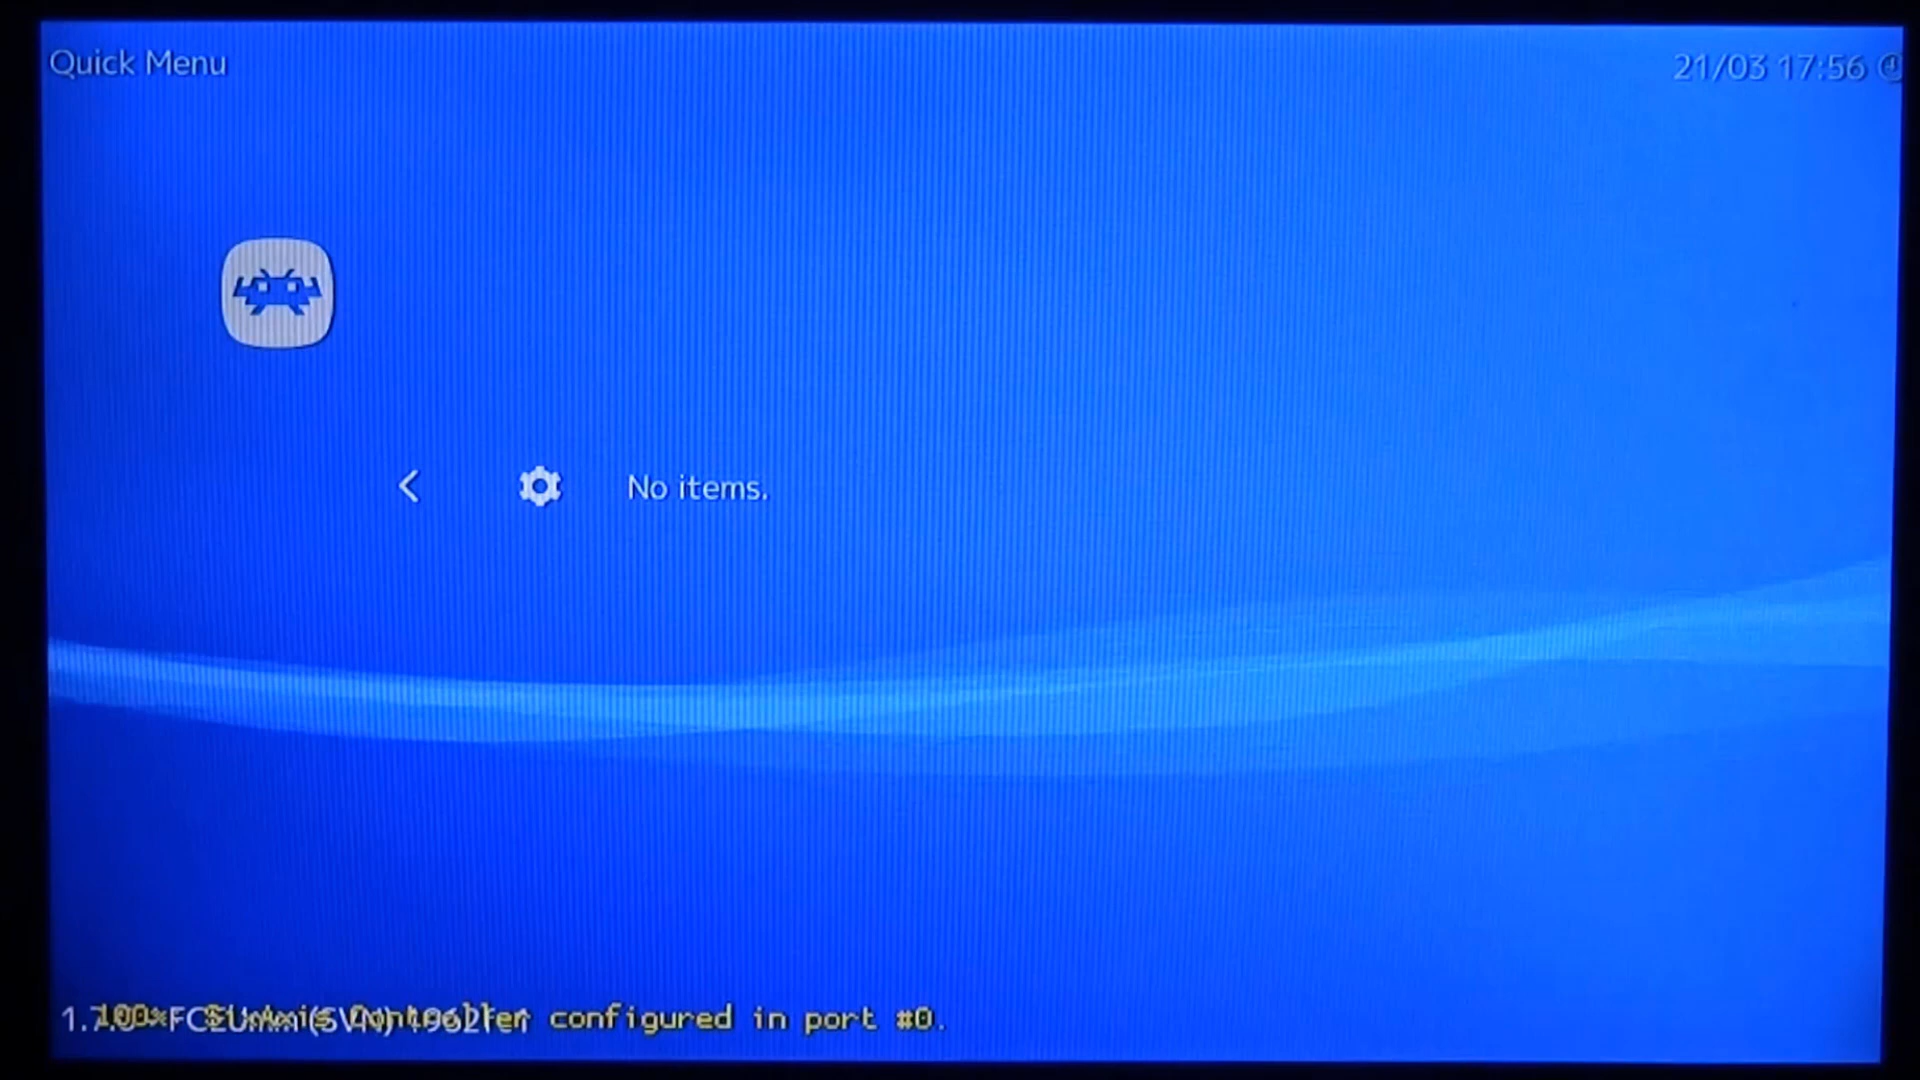 Quick Menu
21/03 17:56
No items.
configured in port #0.